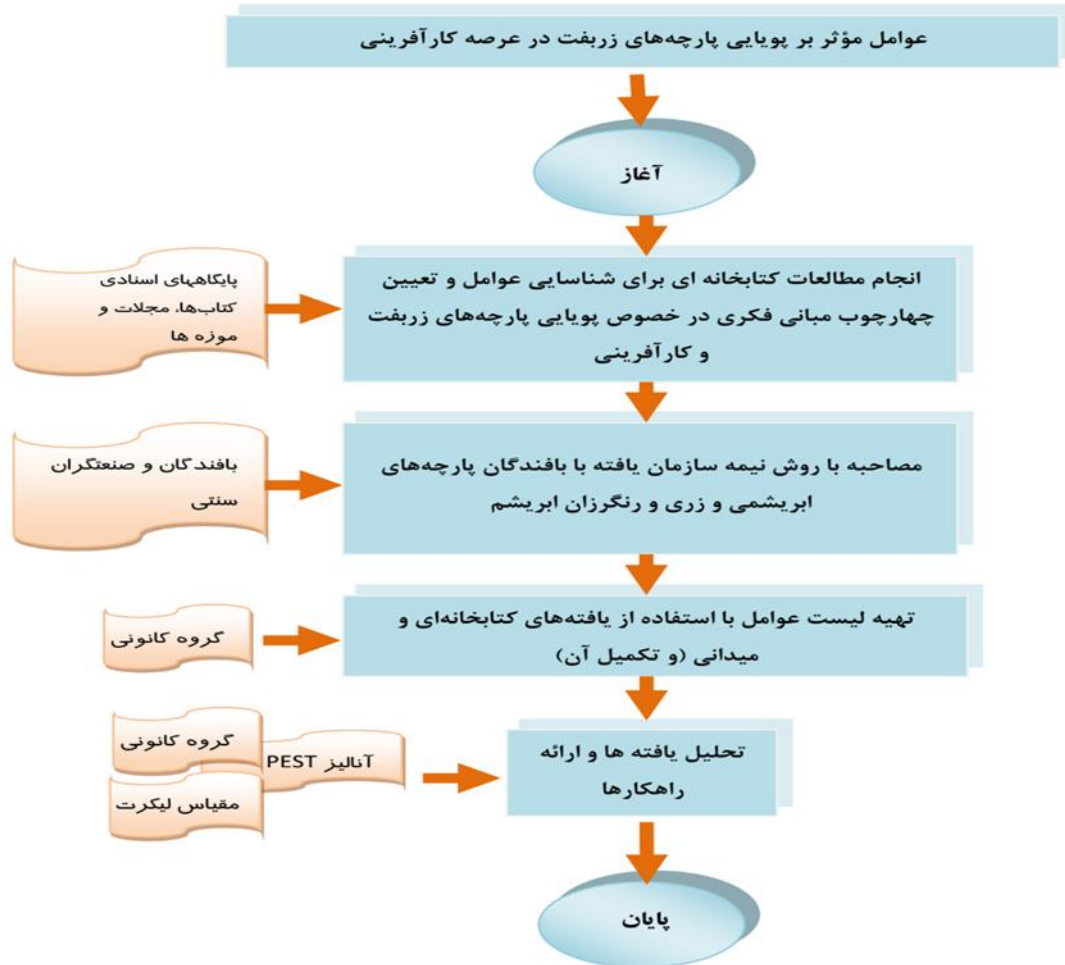 عوامل مؤثر بر پویایی پارچه‌های زربفت در عرصه کارآفرینی
آغاز
انجام مطالعات کتابخانه ای برای شناسایی عوامل و تعیین
چهارچوب مبانی فکری در خصوص پویایی پارچه‌های زربفت
و کارآفرینی
پایگاههای اسنادی
کتاب‌ها، مجلات و
موزه ها
مصاحبه با روش نیمه سازمان یافته با بافندگان پارچه‌های
ابریشمی و زری و رنگرزان ابریشم
بافندگان و صنعتگران
سنتی
تهیه لیست عوامل با استفاده از یافته‌های کتابخانه‌ای و
میدانی (و تکمیل آن)
گروه کانونی
تحلیل یافته ها و ارائه
راهکارها
گروه کانونی
آنالیز PEST
مقیاس لیکرت
پایان